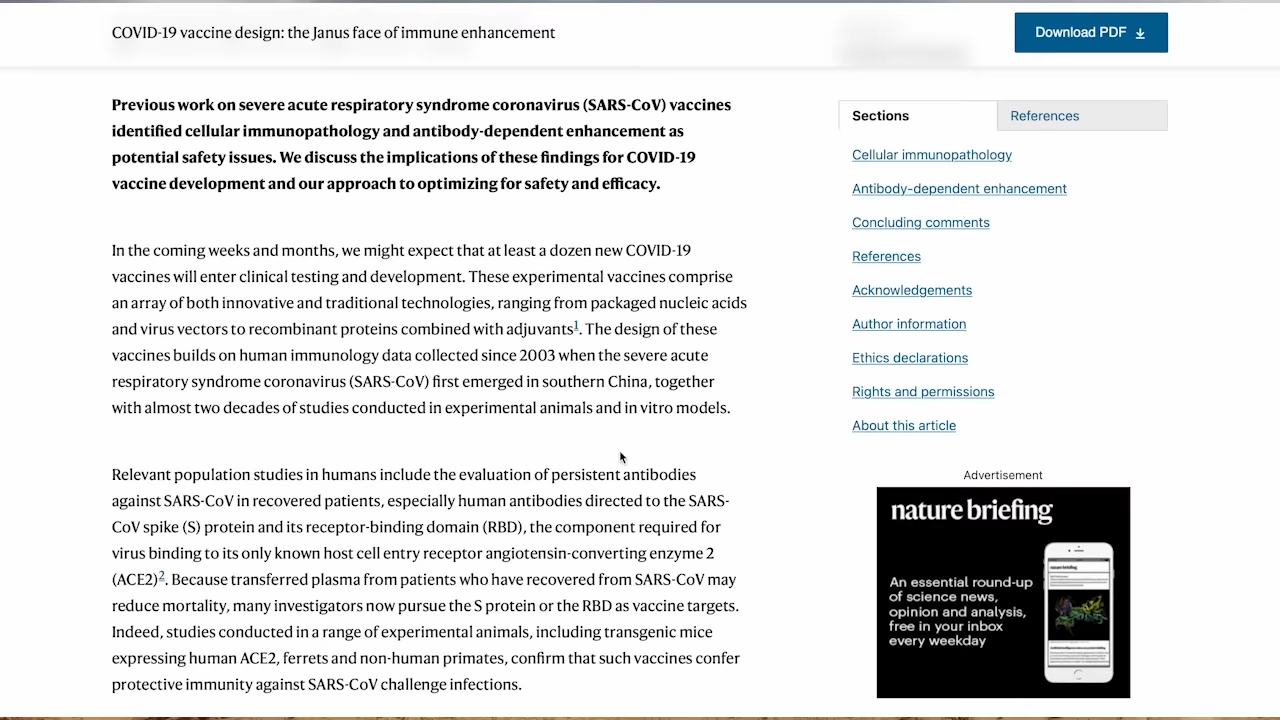 COVID-19 vaccine design: the Janus face of immune enhancement
Download PDF
Previous work on severe acute respiratory syndrome coronavirus (SARS-CoV) vaccines
identified cellular immunopathology and antibody-dependent enhancement as
potential safety issues. We discuss the implications of these findings for COVID-19
vaccine development and our approach to optimizing for safety and efficacy.
In the coming weeks and months, we might expect that at least a dozen new COVID-19
vaccines will enter clinical testing and development. These experimental vaccines comprise
an array of both innovative and traditional technologies, ranging from packaged nucleic acids
and virus vectors to recombinant proteins combined with adjuvants1. The design of these
vaccines builds on human immunology data collected since 2003 when the severe acute
respiratory syndrome coronavirus (SARS-CoV) first emerged in southern China, together
with almost two decades of studies conducted in experimental animals and in vitro models.
Relevant population studies in humans include the evaluation of persistent antibodies
against SARS-CoV in recovered patients, especially human antibodies directed to the SARS-
CoV spike (S) protein and its receptor-binding domain (RBD), the component required for
virus binding to its only known host cell entry receptor angiotensin-converting enzyme 2
(ACE2)2. Because transferred plasma from patients who have recovered from SARS-CoV may
reduce mortality, many investigators now pursue the S protein or the RBD as vaccine targets.
Indeed, studies conducted in a range of experimental animals, including transgenic mice
expressing human ACE2, ferrets and non-human primates, confirm that such vaccines confer
protective immunity against SARS-CoV challenge infections.
Sections
References
Cellular immunopathology
Antibody-dependent enhancement
Concluding comments
References
Acknowledgements
Author information
Ethics declarations
Rights and permissions
About this article
Advertisement
nature briefing
An essential round-up
of science news,
opinion and analysis,
free in your inbox
every weekday